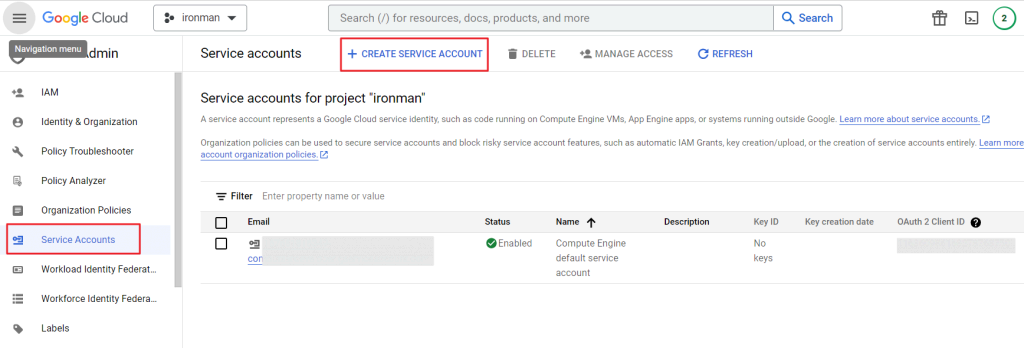 Google Cloud
ironman
Search (/) for resources, docs, products, and more
Search
2
Navigation menu
Admin
Service accounts
+ CREATE SERVICE ACCOUNT
DELETE
MANAGE ACCESS
REFRESH
IAM
Identity & Organization
Policy Troubleshooter
Policy Analyzer
Organization Policies
Service Accounts
Workload Identity Federat...
Workforce Identity Federa...
Labels
Service accounts for project "ironman"
A service account represents a Google Cloud service identity, such as code running on Compute Engine VMs, App Engine apps, or systems running outside Google. Learn more about service accounts.
Organization policies can be used to secure service accounts and block risky service account features, such as automatic IAM Grants, key creation/upload, or the creation of service accounts entirely. Learn more
account organization policies.
Filter Enter property name or value
Email Status Name Description Key ID Key creation date OAuth 2 Client ID ?
Enabled Compute Engine No
com default service keys
account